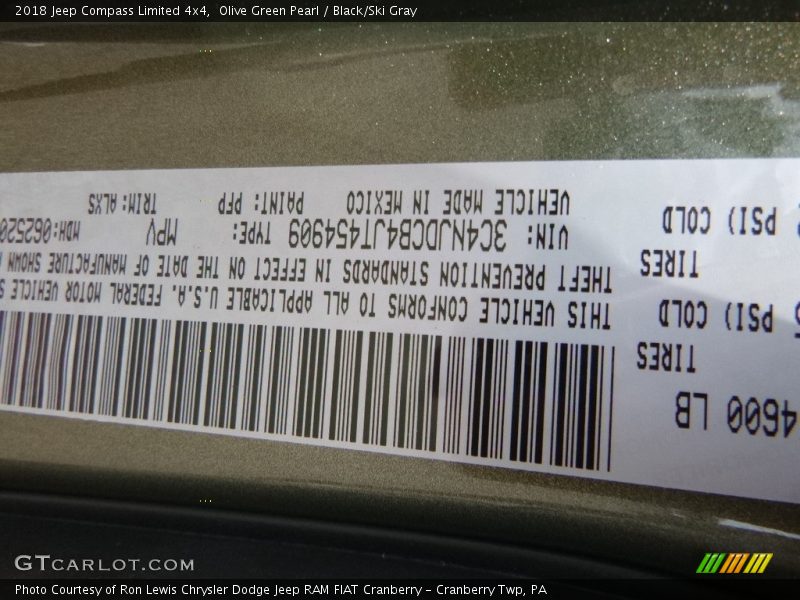 2018 Jeep Compass Limited 4x4, Olive Green Pearl / Black/Ski Gray
4600 LB
TIRES
PSI) COLD
TIRES
PSI) COLD
THIS VEHICLE CONFORMS TO ALL APPLICABLE U.S.A. FEDERAL MOTOR VEHICLE S
THEFT PREVENTION STANDARDS IN EFFECT ON THE DATE OF MANUFACTURE SHOWN
VIN: 3C4NJDCB4JT454909 TYPE: MPV MDH:062520
VEHICLE MADE IN MEXICO PAINT: PFP TRIM:ALXS
GTCARLOT.COM
Photo Courtesy of Ron Lewis Chrysler Dodge Jeep RAM FIAT Cranberry - Cranberry Twp, PA